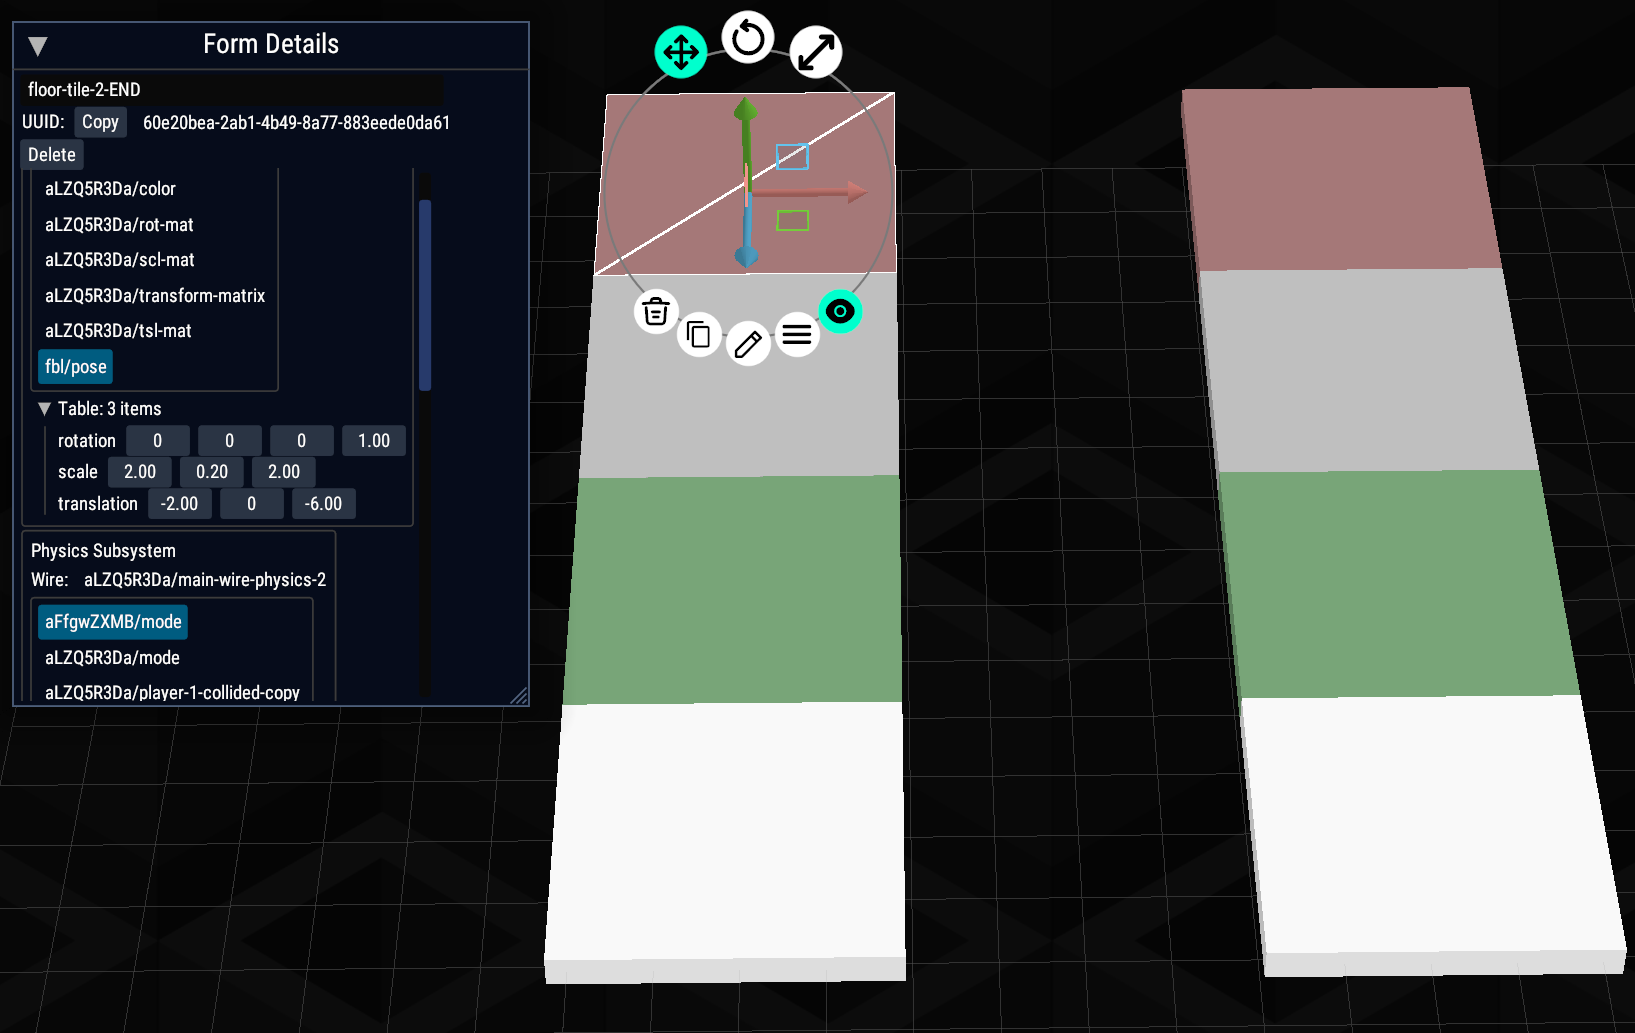 Form Details
floor-tile-2-END
UUID: Copy 60e20bea-2ab1-4b49-8a77-883eede0da61
Delete
aLZQ5R3Da/color
aLZQ5R3Da/rot-mat
aLZQ5R3Da/scl-mat
aLZQ5R3Da/transform-matrix
aLZQ5R3Da/tsl-mat
fbl/pose
Table: 3 items
rotation 0 0 0 1.00
scale 2.00 0.20 2.00
translation -2.00 0 -6.00
Physics Subsystem
Wire: aLZQ5R3Da/main-wire-physics-2
aFfgwZXMB/mode
aLZQ5R3Da/mode
aLZQ5R3Da/player-1-collided-copy